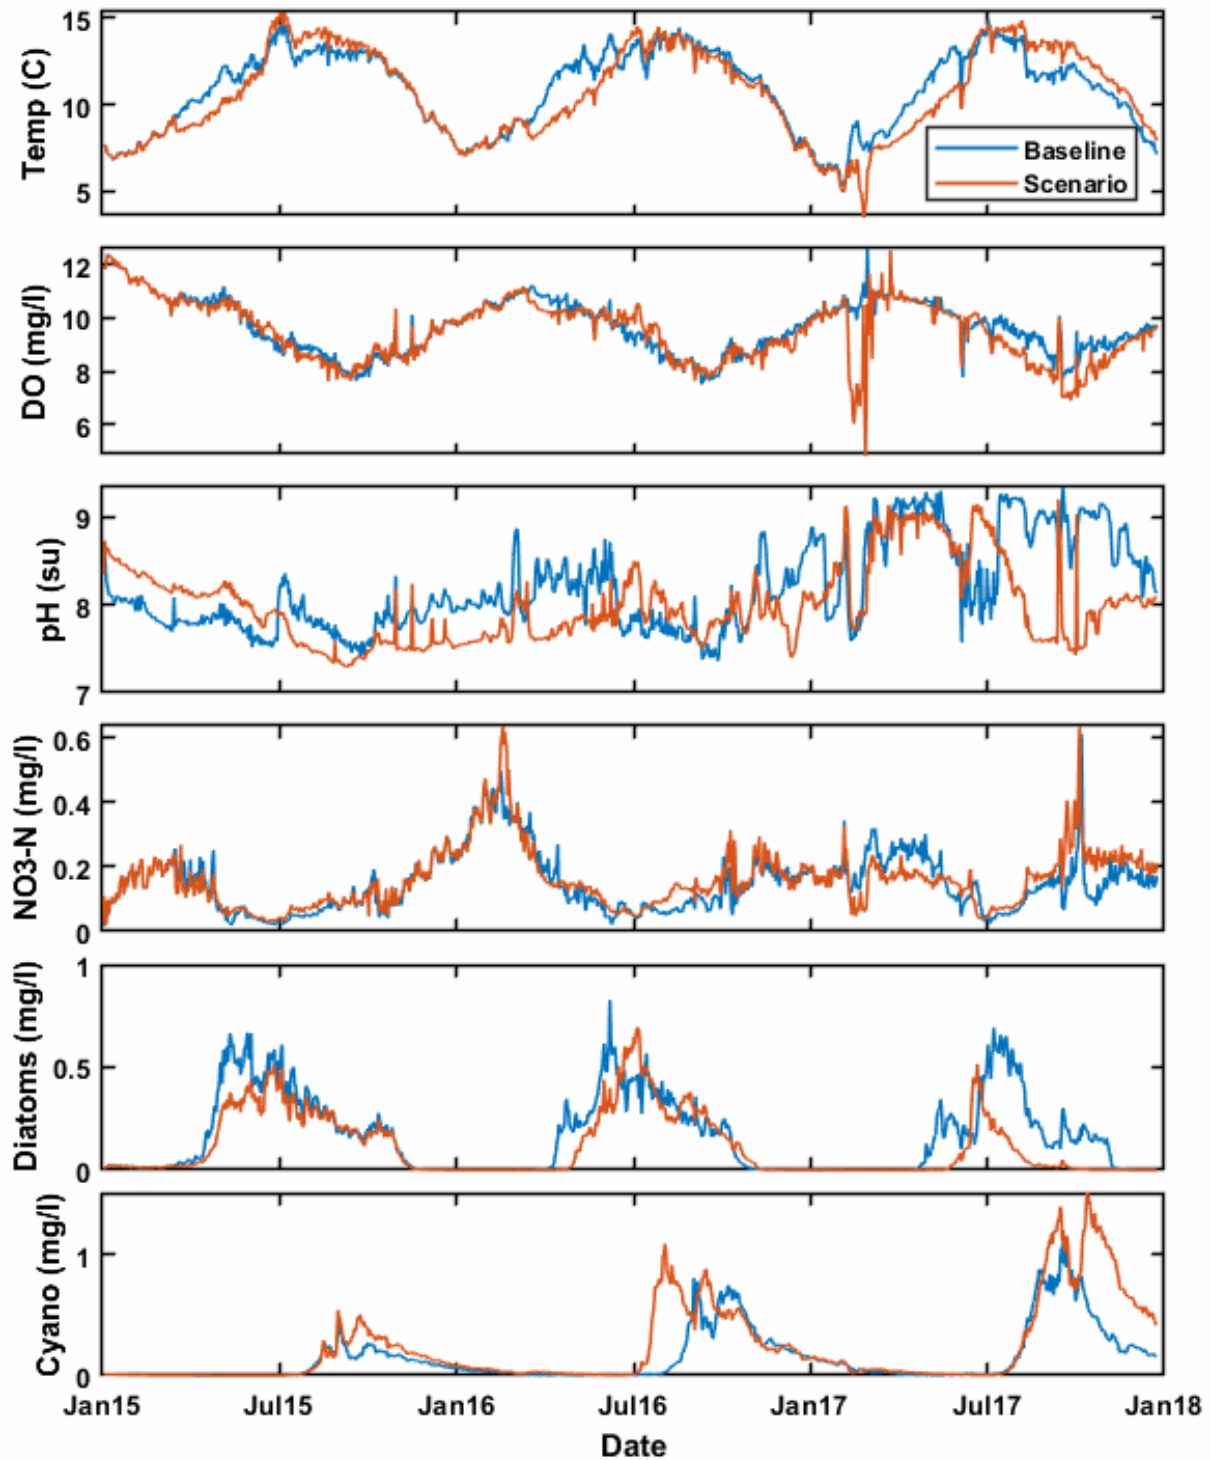 Temp (C)
15
10
5
Baseline
Scenario
DO (mg/l)
12
10
8
6
pH (su)
9
8
7
NO3-N (mg/l)
0.6
0.4
0.2
0
Diatoms (mg/l)
1
0.5
0
Cyano (mg/l)
1
0
Jan15 Jul15 Jan16 Jul16 Jan17 Jul17 Jan18
Date